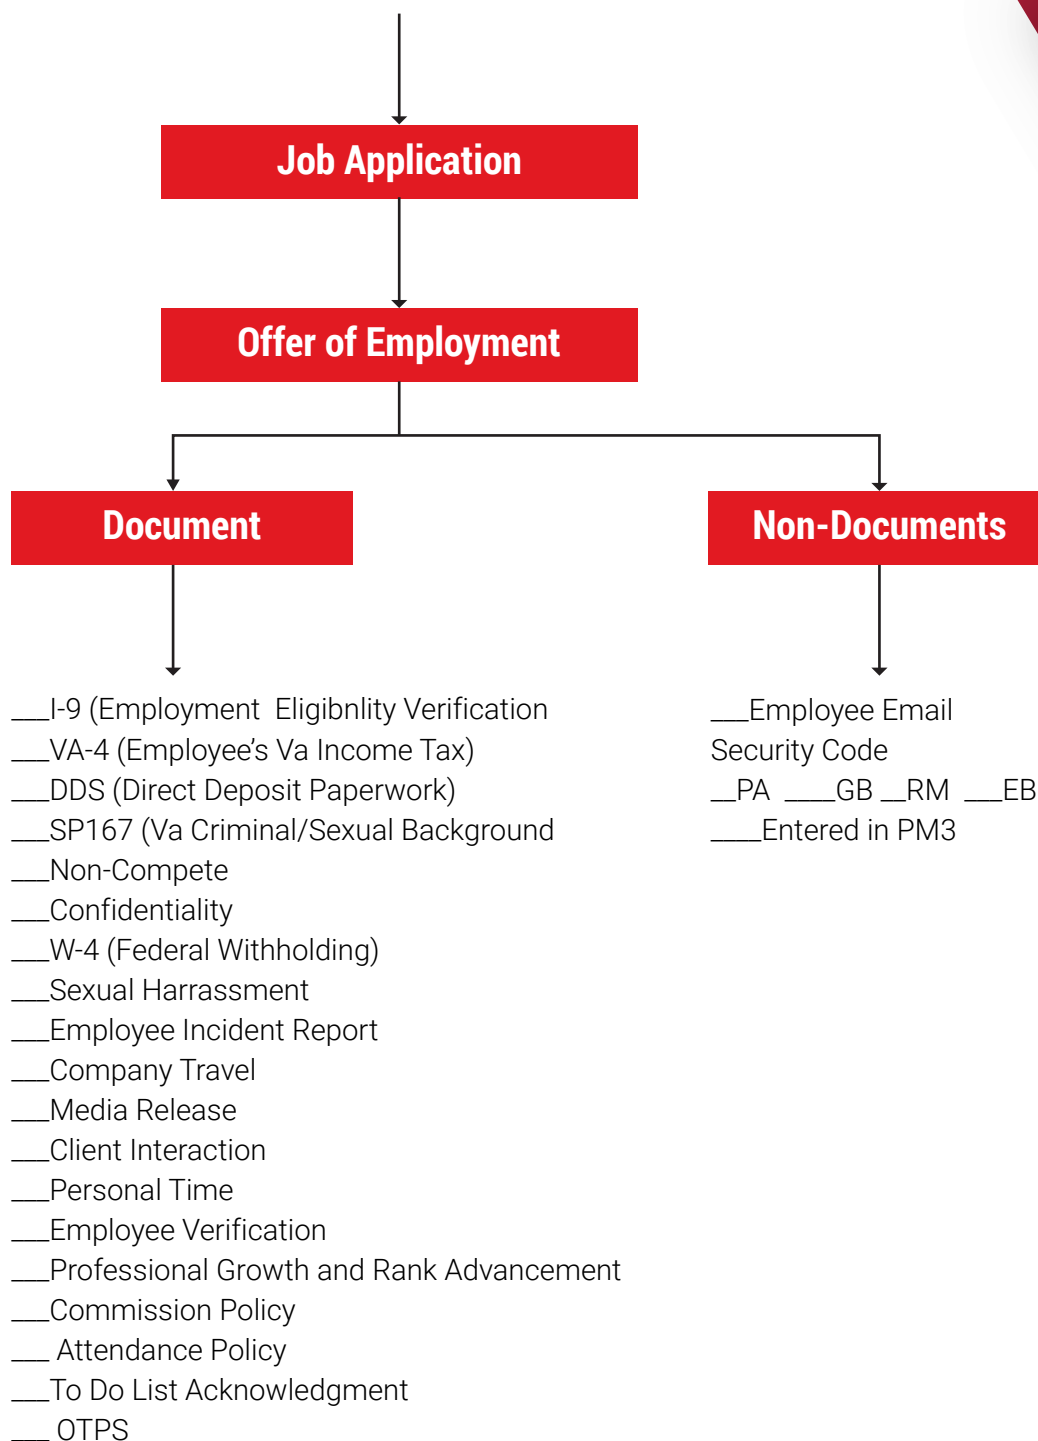 Job Application
Offer of Employment
Document
Non-Documents
___I-9 (Employment  Eligibnlity Verification
___VA-4 (Employee's Va Income Tax)
___DDS (Direct Deposit Paperwork)
___SP167 (Va Criminal/Sexual Background
___Non-Compete
___Confidentiality
___W-4 (Federal Withholding)
___Sexual Harrassment
___Employee Incident Report
___Company Travel
___Media Release
___Client Interaction
___Personal Time
___Employee Verification
___Professional Growth and Rank Advancement
___Commission Policy
___ Attendance Policy
___To Do List Acknowledgment
___ OTPS
___Employee Email
Security Code
__PA  ____GB __RM  ___EB
____Entered in PM3